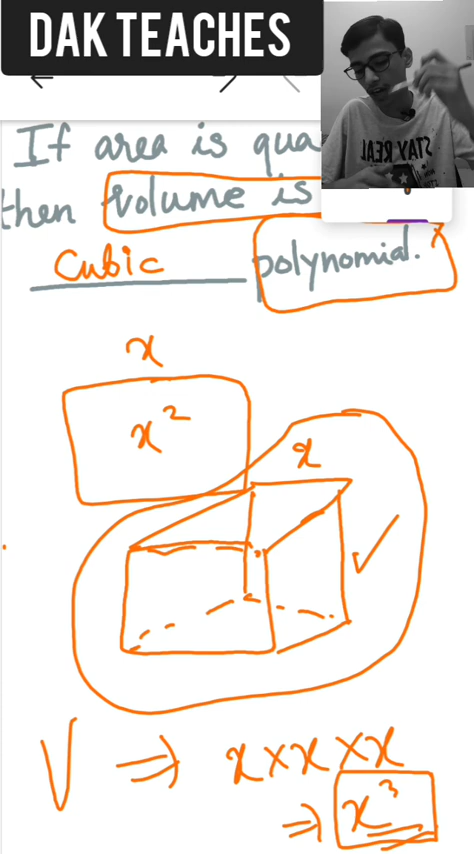 DAK TEACHES
If area is qua
then volume is
Cubic polynomial.
x
x²
x
V ⇒ x×x×x
⇒ x³